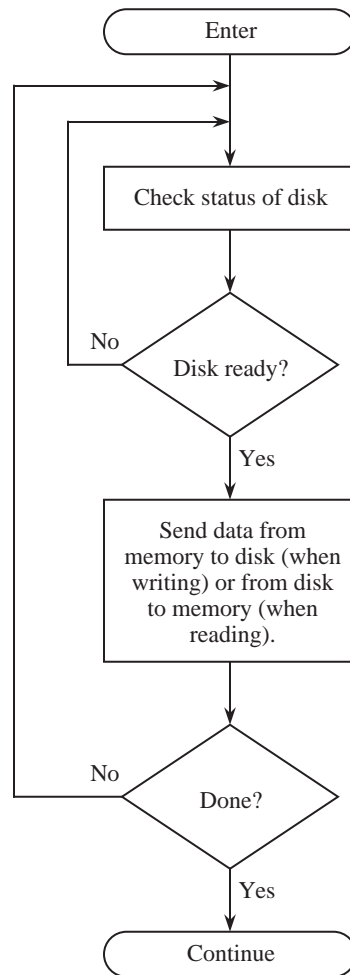 Enter
Check status of disk
No
Disk ready?
Yes
Send data from
memory to disk (when
writing) or from disk
to memory (when
reading).
No
Done?
Yes
Continue